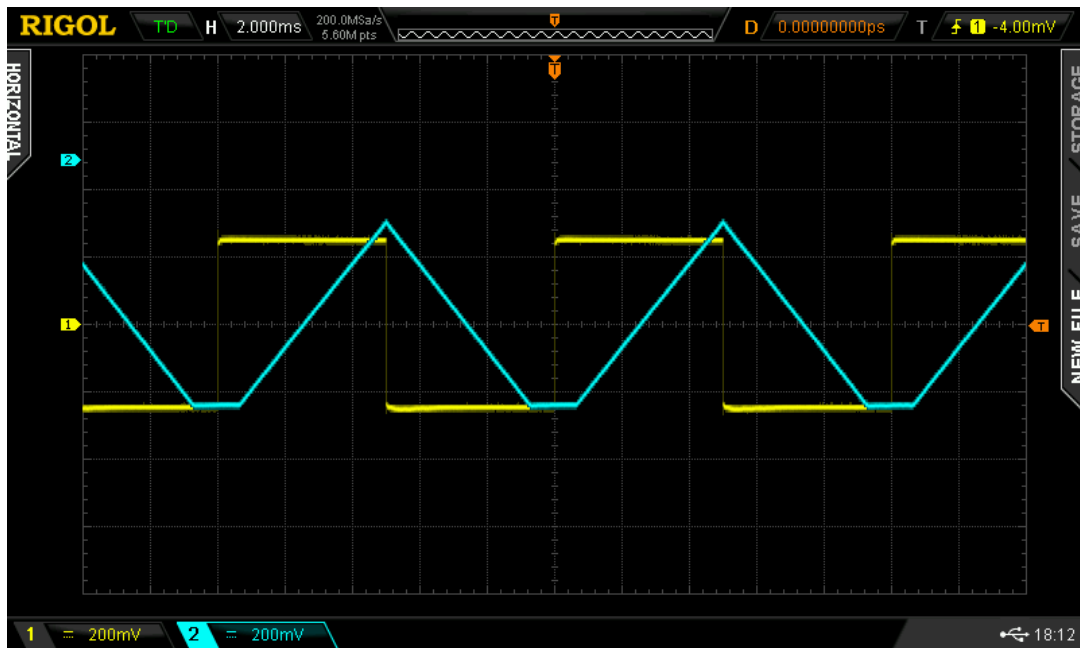 RIGOL T'D H 2.000ms 200.0MSa/s D 0.00000000ps T 1 -4.00mV
5.60M pts
T
HORIZONTAL
STORAGE
2
SAVE
1
T
NEW FILE
1 = 200mV 2 = 200mV 18:12